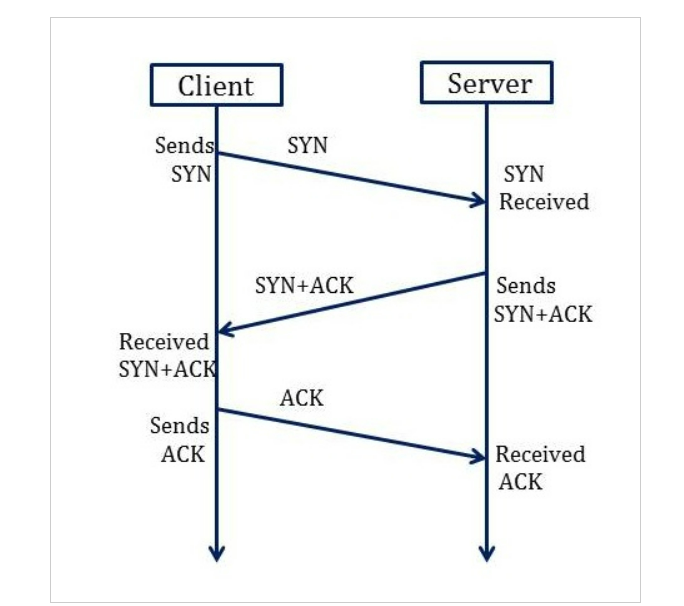 Client
Server
Sends
SYN
SYN
SYN
Received
SYN+ACK
Sends
SYN+ACK
Received
SYN+ACK
ACK
Sends
ACK
Received
ACK